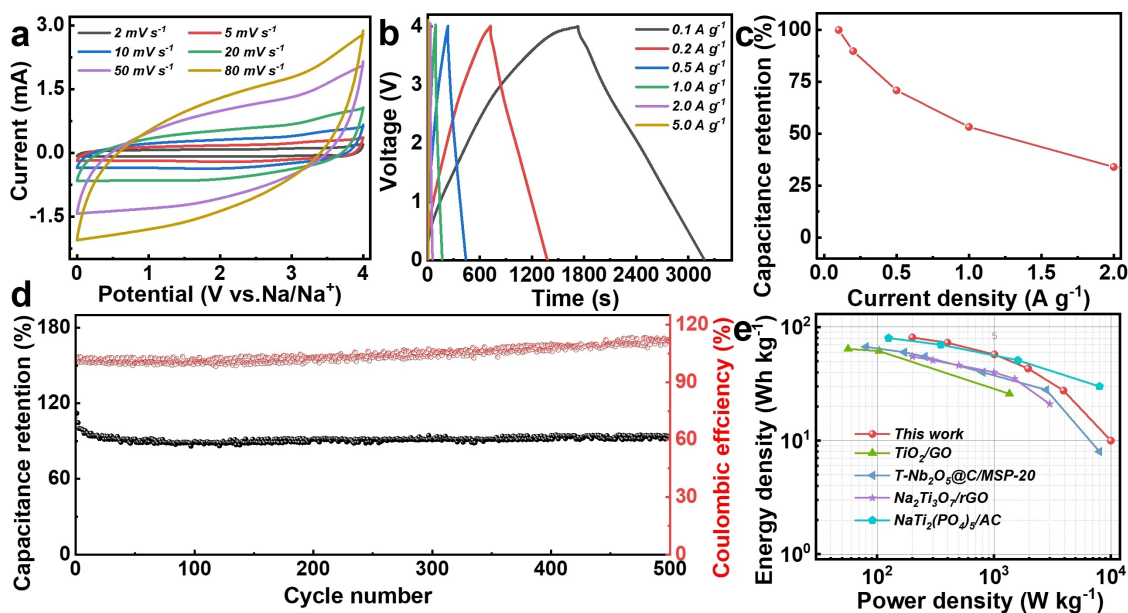 a
2 mV s⁻¹
5 mV s⁻¹
10 mV s⁻¹
20 mV s⁻¹
50 mV s⁻¹
80 mV s⁻¹
Current (mA)
3.0
1.5
0.0
-1.5
0
1
2
3
4
Potential (V vs.Na/Na⁺)
b
0.1 A g⁻¹
0.2 A g⁻¹
0.5 A g⁻¹
1.0 A g⁻¹
2.0 A g⁻¹
5.0 A g⁻¹
Voltage (V)
4
3
2
1
0
0
600
1200
1800
2400
3000
Time (s)
c
Capacitance retention (%)
100
75
50
25
0
0.0
0.5
1.0
1.5
2.0
Current density (A g⁻¹)
d
Capacitance retention (%)
180
150
120
90
60
30
0
Coulombic effciency (%)
120
90
60
30
0
0
100
200
300
400
500
Cycle number
e
Energy density (Wh kg⁻¹)
10²
10¹
10⁰
5
This work
TiO₂/GO
T-Nb₂O₅@C/MSP-20
Na₂Ti₃O₇/rGO
NaTi₂(PO₄)₅/AC
10²
10³
10⁴
Power density (W kg⁻¹)